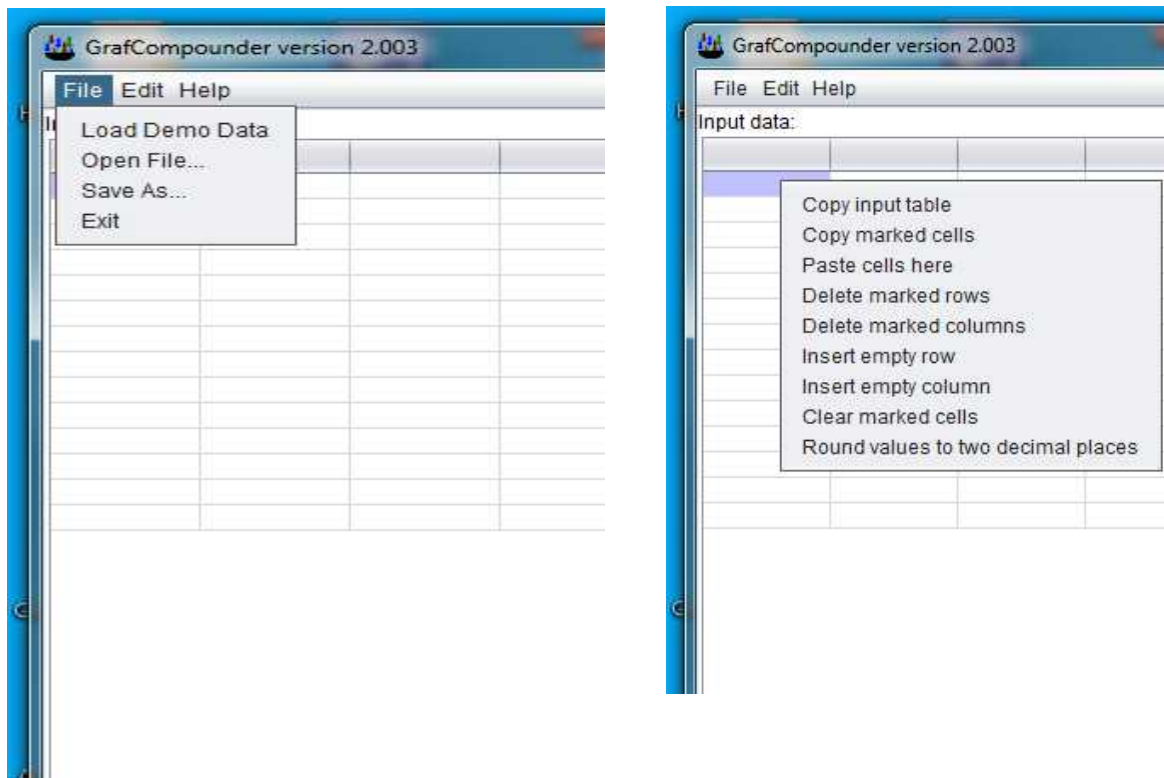 GrafCompounder version 2.003
File Edit Help
Load Demo Data
Open File...
Save As...
Exit
GrafCompounder version 2.003
File Edit Help
Input data:
Copy input table
Copy marked cells
Paste cells here
Delete marked rows
Delete marked columns
Insert empty row
Insert empty column
Clear marked cells
Round values to two decimal places